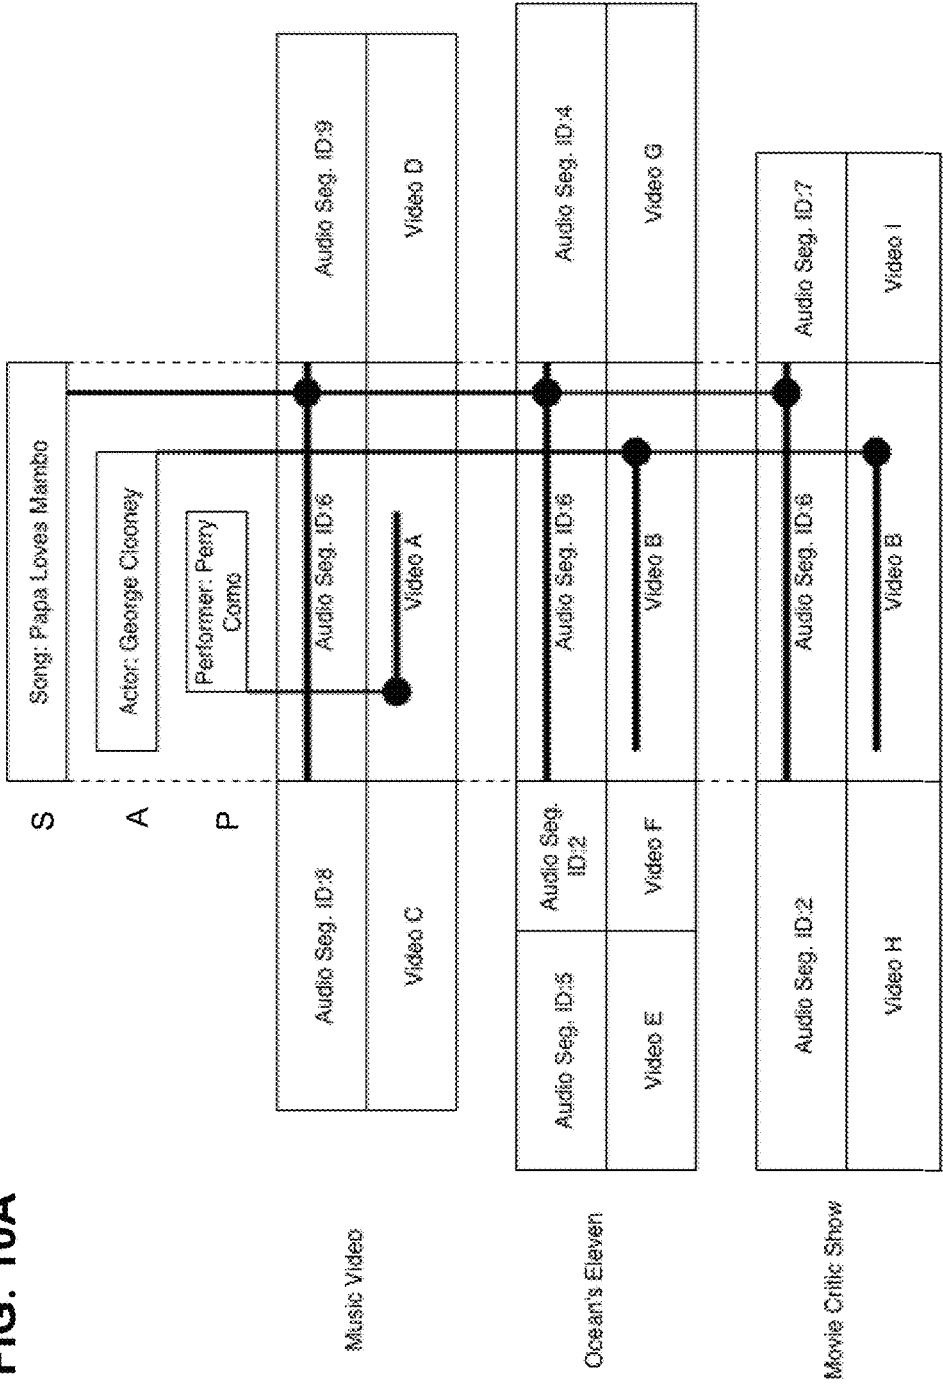 FIG. 10A
S
Song: Papa Loves Mambo
A
Actor: George Clooney
P
Performer: Perry
Como
Music Video
Audio Seg. ID:8
Audio Seg. ID:6
Audio Seg. ID:9
Video C
Video A
Video D
Ocean's Eleven
Audio Seg. ID:5
Audio Seg.
ID:2
Audio Seg. ID:6
Audio Seg. ID:4
Video E
Video F
Video B
Video G
Movie Critic Show
Audio Seg. ID:2
Audio Seg. ID:6
Audio Seg. ID:7
Video H
Video B
Video I